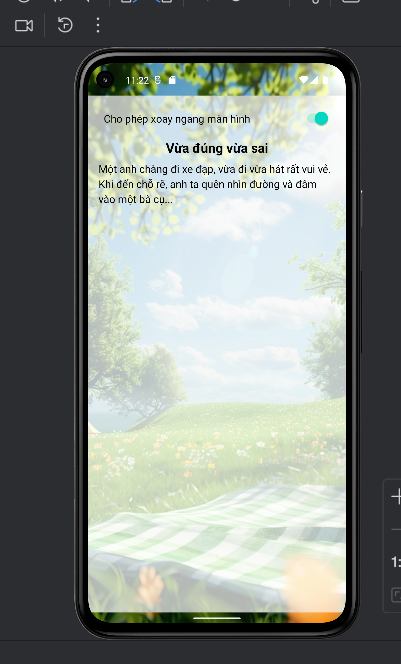 11:22
Cho phép xoay ngang màn hình
Vừa đúng vừa sai
Một anh chàng đi xe đạp, vừa đi vừa hát rất vui vẻ.
Khi đến chỗ rẽ, anh ta quên nhìn đường và đâm
vào một bà cụ...
1: